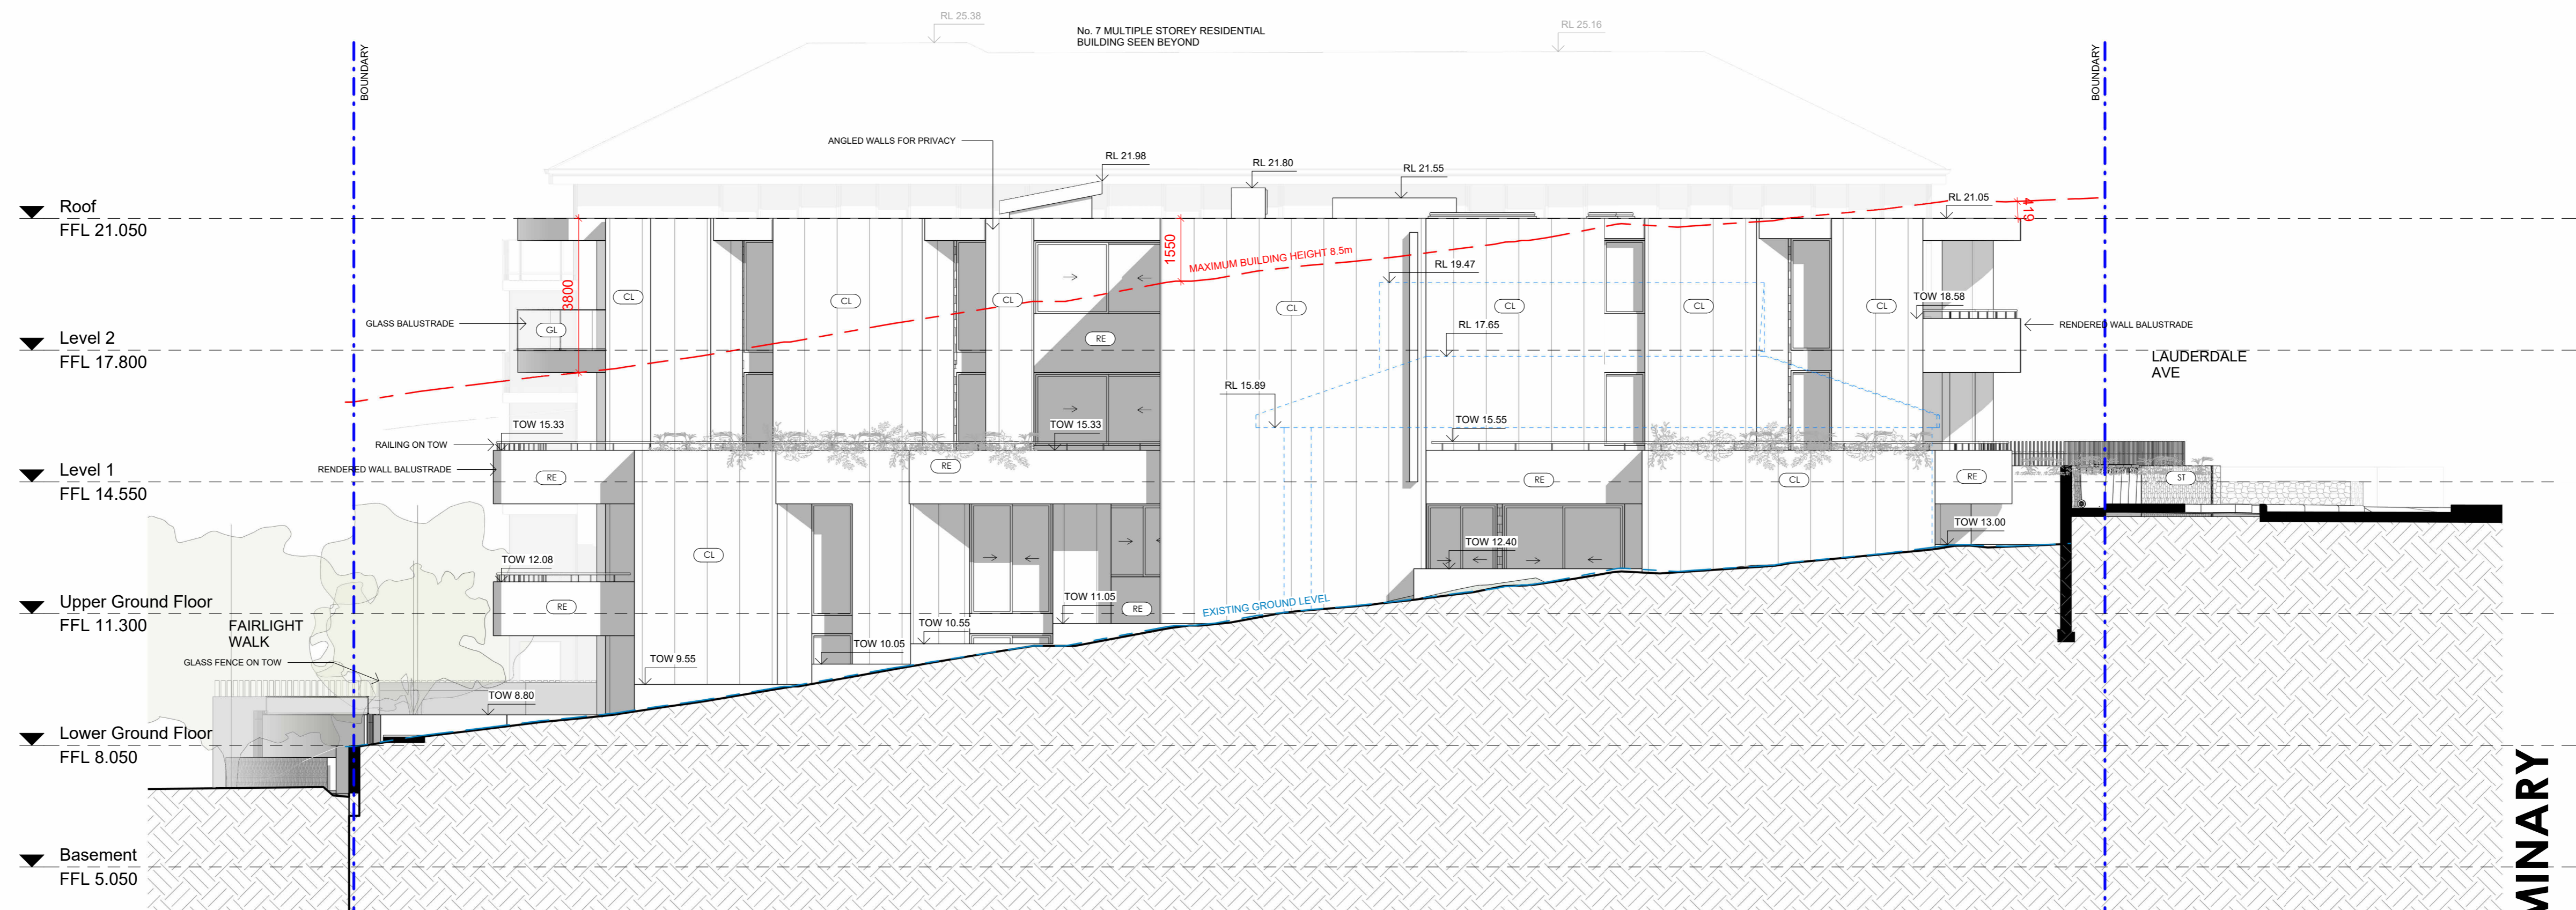 RL 25.38
No. 7 MULTIPLE STOREY RESIDENTIAL
BUILDING SEEN BEYOND
RL 25.16
BOUNDARY
BOUNDARY
ANGLED WALLS FOR PRIVACY
RL 21.98
RL 21.80
RL 21.55
RL 21.05
419
Roof
FFL 21.050
3800
1550
MAXIMUM BUILDING HEIGHT 8.5m
RL 19.47
CL
CL
CL
CL
CL
CL
CL
TOW 18.58
GLASS BALUSTRADE
GL
RE
RL 17.65
RENDERED WALL BALUSTRADE
Level 2
FFL 17.800
LAUDERDALE
AVE
RL 15.89
TOW 15.33
TOW 15.33
TOW 15.55
RAILING ON TOW
RENDERED WALL BALUSTRADE
RE
RE
RE
CL
RE
ST
Level 1
FFL 14.550
TOW 13.00
TOW 12.40
CL
TOW 12.08
RE
TOW 11.05
RE
EXISTING GROUND LEVEL
Upper Ground Floor
FFL 11.300
FAIRLIGHT
WALK
GLASS FENCE ON TOW
TOW 10.55
TOW 10.05
TOW 9.55
TOW 8.80
Lower Ground Floor
FFL 8.050
Basement
FFL 5.050
MINARY